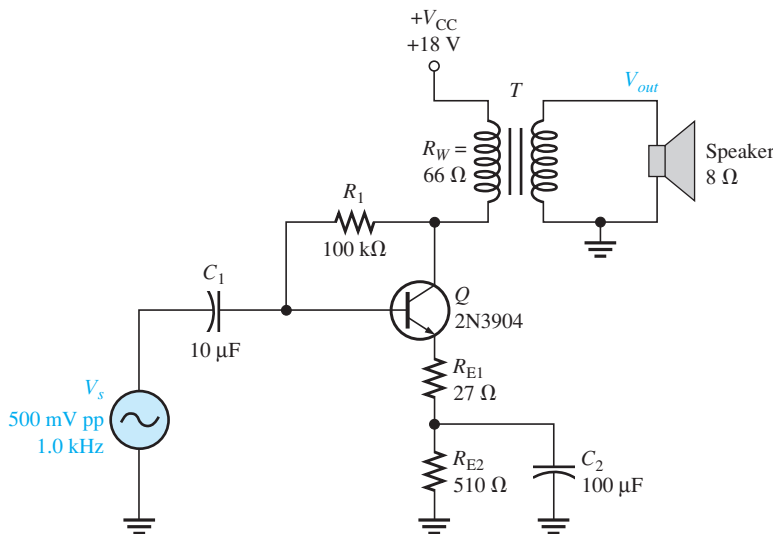 +V_CC
+18 V
T
V_out
R_W =
66 Ω
Speaker
8 Ω
R_1
100 kΩ
C_1
10 μF
Q
2N3904
V_s
500 mV pp
1.0 kHz
R_E1
27 Ω
R_E2
510 Ω
C_2
100 μF